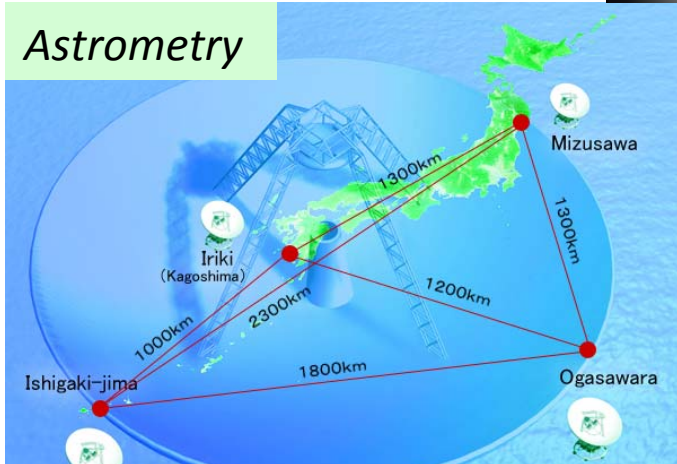 Astrometry
Mizusawa
1300km
Iriki
(Kagoshima)
1300km
1200km
1000km
2300km
1800km
Ishigaki-jima
Ogasawara